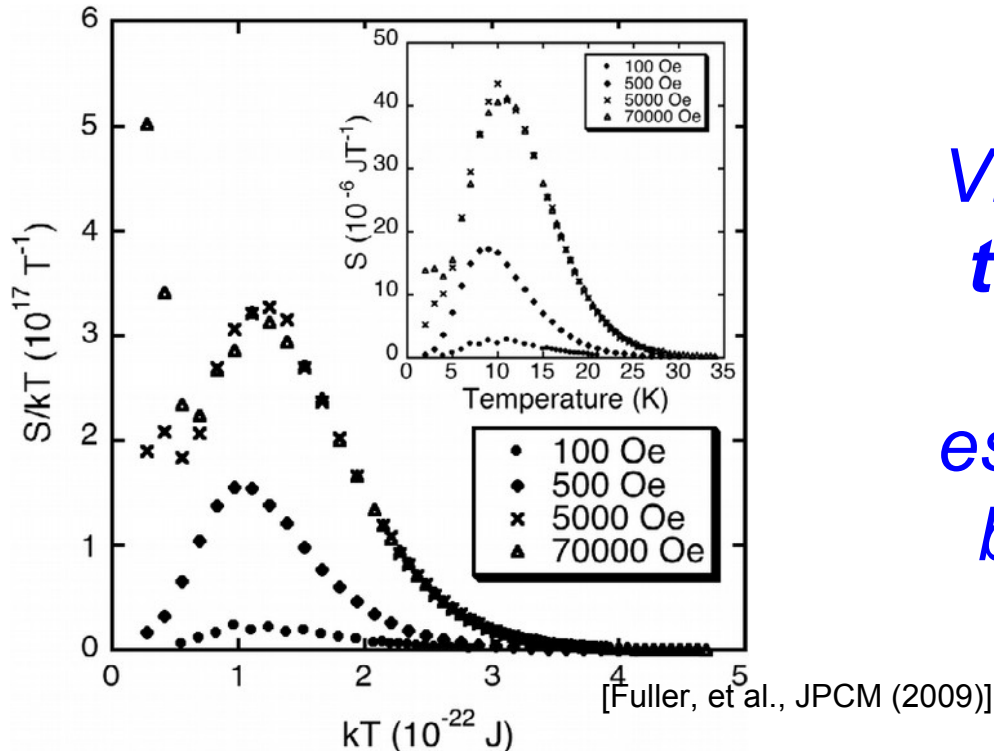 6
5
4
3
2
1
0
S/kT (10^17 T^-1)
0
1
2
3
4
5
kT (10^-22 J)
50
40
30
20
10
0
S (10^-6 JT^-1)
0
5
10
15
20
25
30
35
Temperature (K)
100 Oe
500 Oe
5000 Oe
70000 Oe
100 Oe
500 Oe
5000 Oe
70000 Oe
[Fuller, et al., JPCM (2009)]